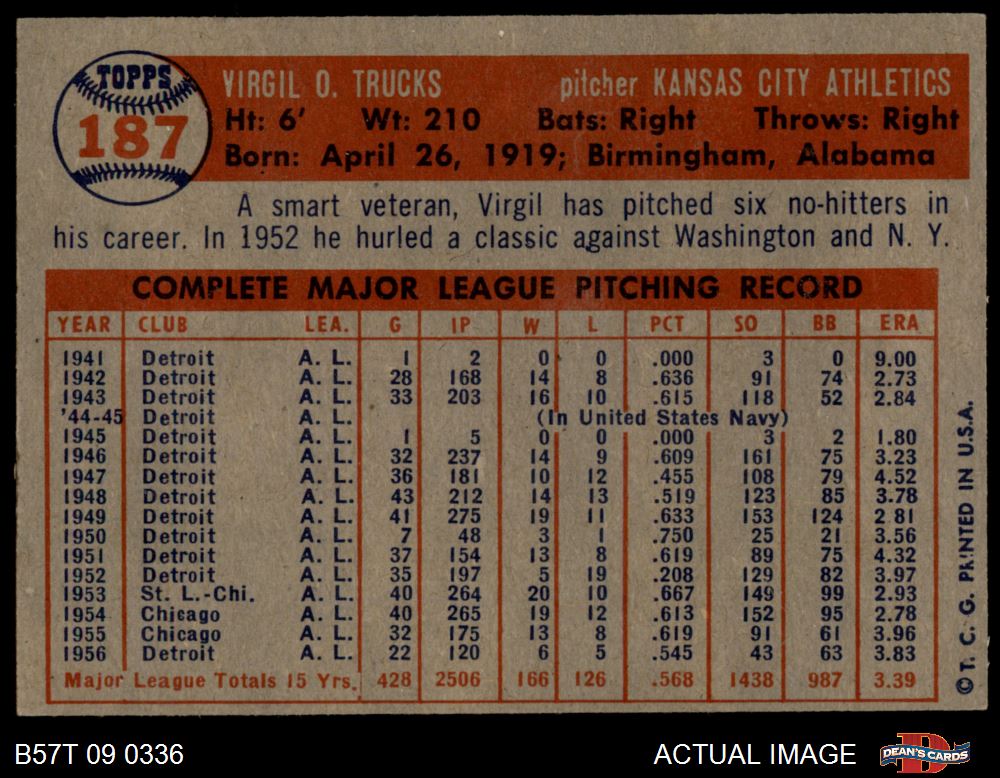 TOPPS
187
VIRGIL O. TRUCKS pitcher KANSAS CITY ATHLETICS
Ht: 6' Wt: 210 Bats: Right Throws: Right
Born: April 26, 1919; Birmingham, Alabama
A smart veteran, Virgil has pitched six no-hitters in
his career. In 1952 he hurled a classic against Washington and N. Y.
COMPLETE MAJOR LEAGUE PITCHING RECORD
YEAR CLUB LEA. G IP W L PCT SO BB ERA
1941 Detroit A. L. 1 2 0 0 .000 3 0 9.00
1942 Detroit A. L. 28 168 14 8 .636 91 74 2.73
1943 Detroit A. L. 33 203 16 10 .615 118 52 2.84
'44-45 Detroit A. L. (In United States Navy)
1945 Detroit A. L. 1 5 0 0 .000 3 2 1.80
1946 Detroit A. L. 32 237 14 9 .609 161 75 3.23
1947 Detroit A. L. 36 181 10 12 .455 108 79 4.52
1948 Detroit A. L. 43 212 14 13 .519 123 85 3.78
1949 Detroit A. L. 41 275 19 11 .633 153 124 2.81
1950 Detroit A. L. 7 48 3 1 .750 25 21 3.56
1951 Detroit A. L. 37 154 13 8 .619 89 75 4.32
1952 Detroit A. L. 35 197 5 19 .208 129 82 3.97
1953 St. L.-Chi. A. L. 40 264 20 10 .667 149 99 2.93
1954 Chicago A. L. 40 265 19 12 .613 152 95 2.78
1955 Chicago A. L. 32 175 13 8 .619 91 61 3.96
1956 Detroit A. L. 22 120 6 5 .545 43 63 3.83
Major League Totals 15 Yrs. 428 2506 166 126 .568 1438 987 3.39
© T. C. G. PRINTED IN U.S.A.
B57T 09 0336 ACTUAL IMAGE
D
DEAN'S CARDS